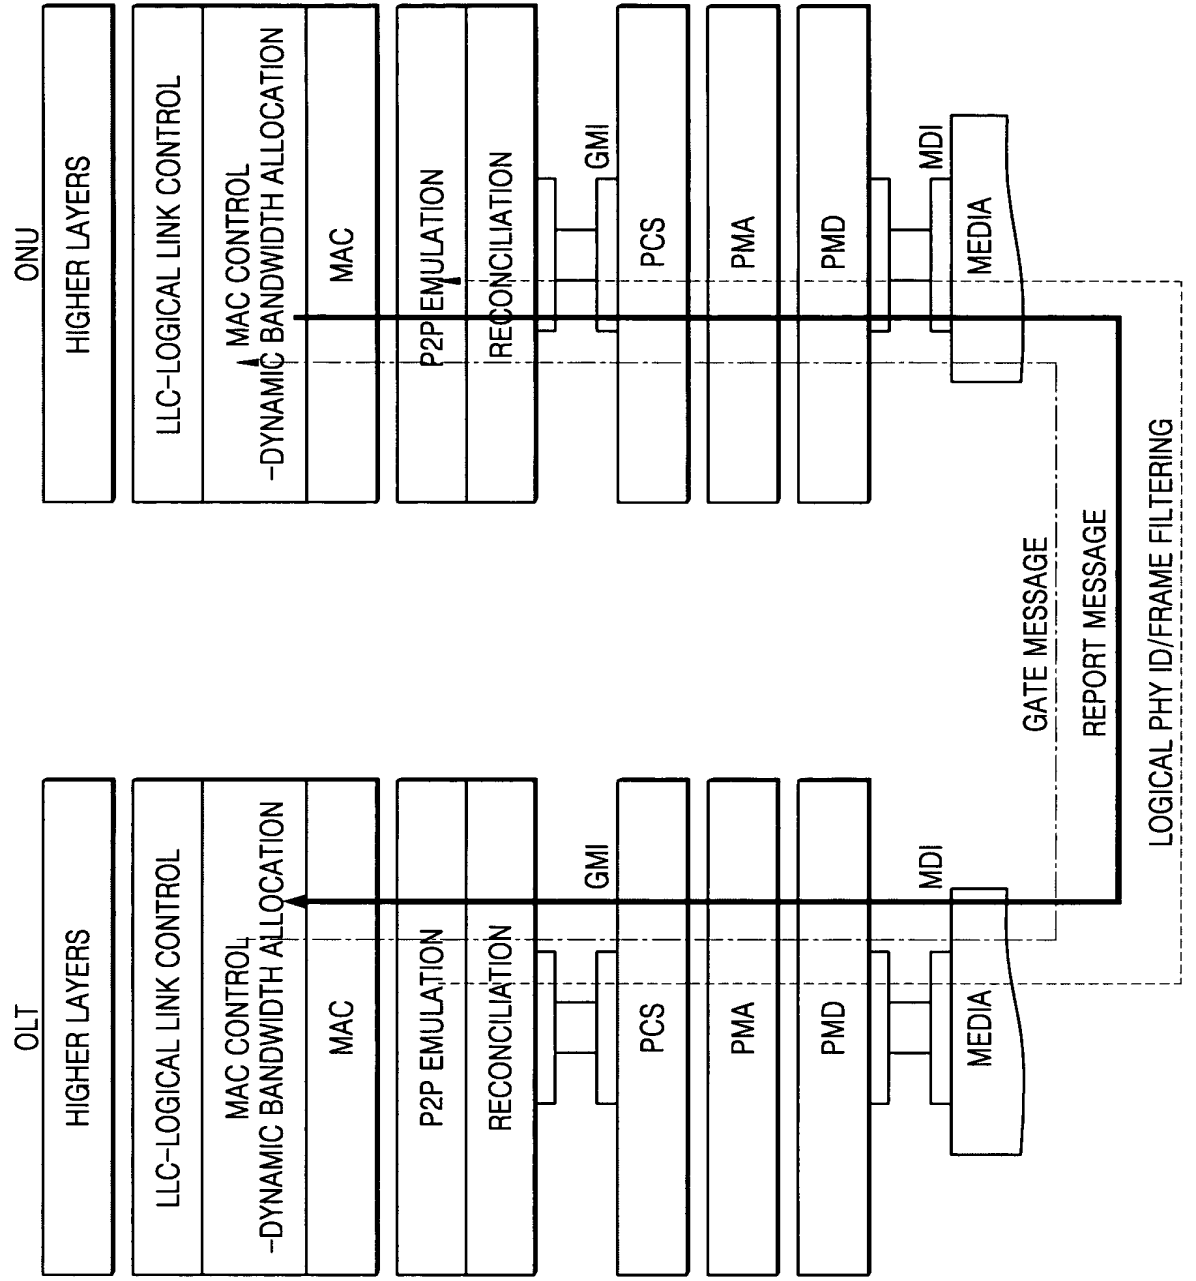 OLT
HIGHER LAYERS
LLC-LOGICAL LINK CONTROL
MAC CONTROL
-DYNAMIC BANDWIDTH ALLOCATION
MAC
P2P EMULATION
RECONCILIATION
GMI
PCS
PMA
PMD
MDI
MEDIA
ONU
HIGHER LAYERS
LLC-LOGICAL LINK CONTROL
MAC CONTROL
-DYNAMIC BANDWIDTH ALLOCATION
MAC
P2P EMULATION
RECONCILIATION
GMI
PCS
PMA
PMD
MDI
MEDIA
GATE MESSAGE
REPORT MESSAGE
LOGICAL PHY ID/FRAME FILTERING